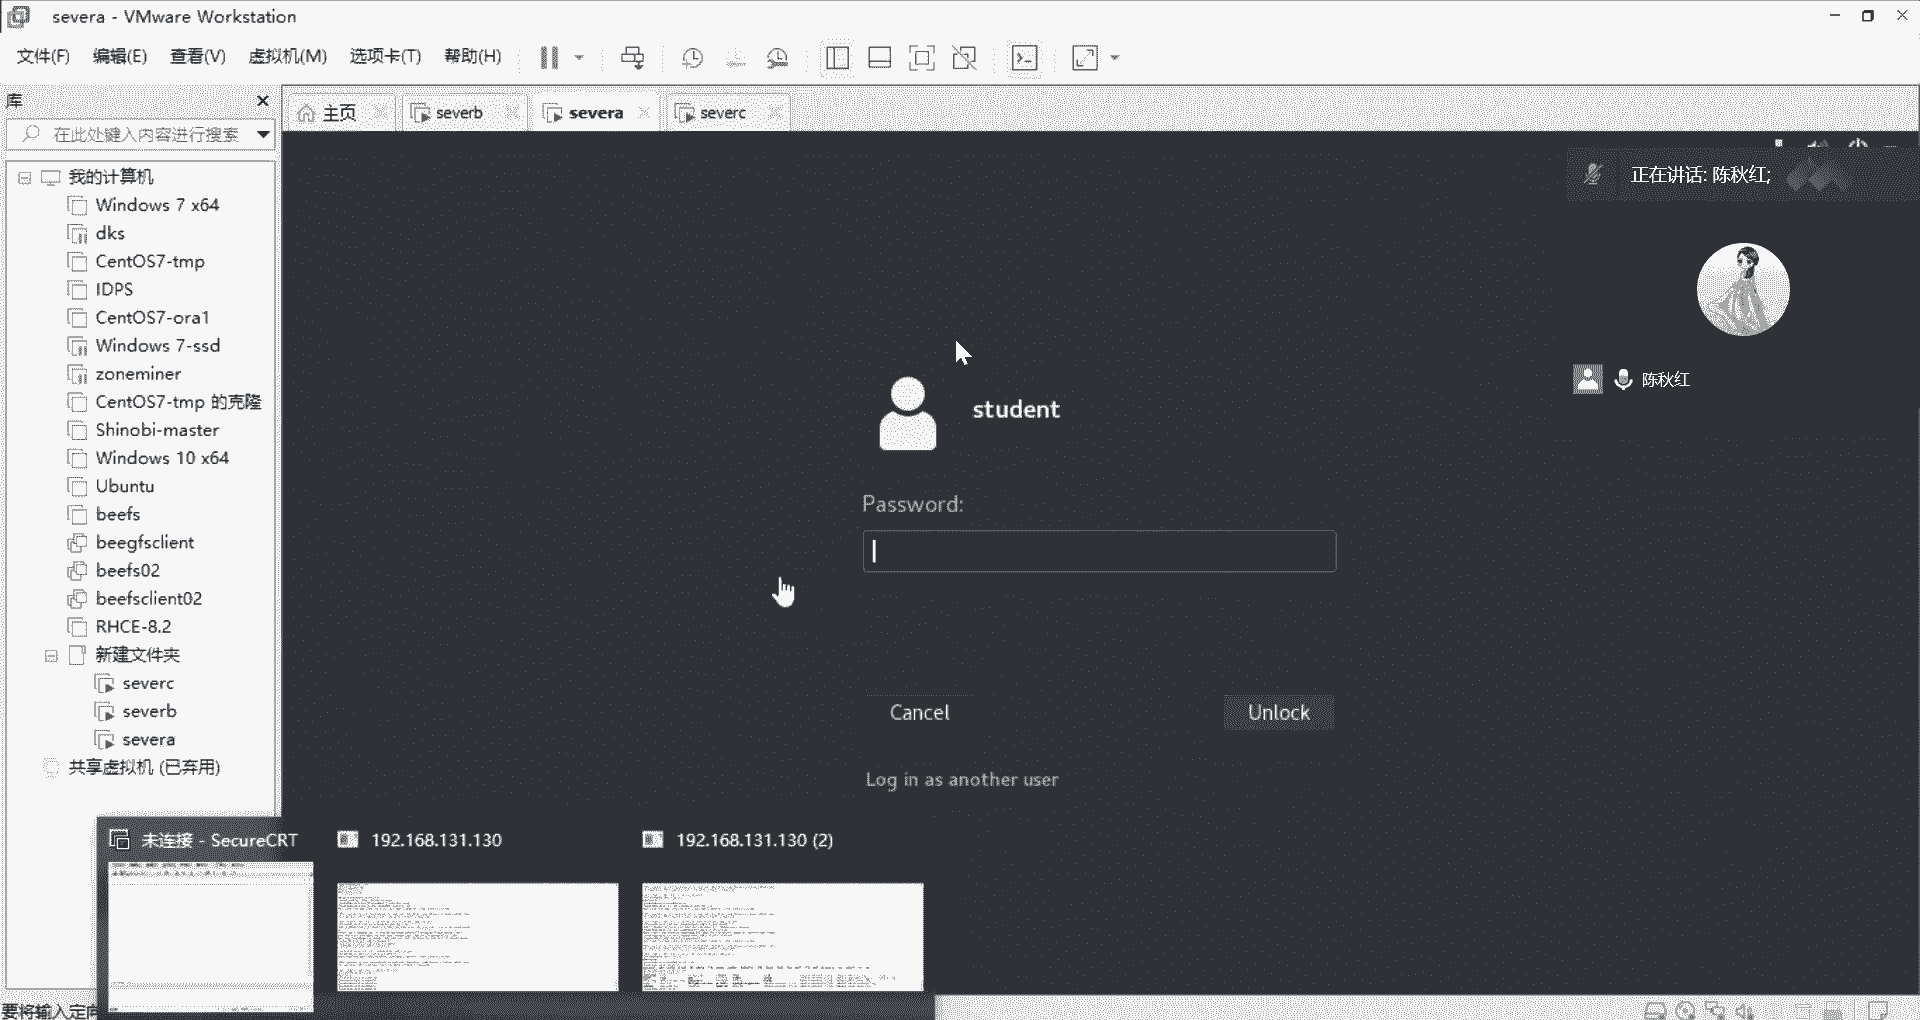 severa - VMware Workstation
文件(F) 编辑(E) 查看(V) 虚拟机(M) 选项卡(T) 帮助(H)
库
主页 severb severa severc
在此处键入内容进行搜索
我的计算机
Windows 7 x64
dks
CentOS7-tmp
IDPS
CentOS7-ora1
Windows 7-ssd
zoneminer
CentOS7-tmp 的克隆
Shinobi-master
Windows 10 x64
Ubuntu
beefs
beegfsclient
beefs02
beefsclient02
RHCE-8.2
新建文件夹
severc
severb
severa
共享虚拟机 (已弃用)
正在讲话: 陈秋红;
陈秋红
student
Password:
Cancel Unlock
Log in as another user
未连接 - SecureCRT 192.168.131.130 192.168.131.130 (2)
要将输入定向